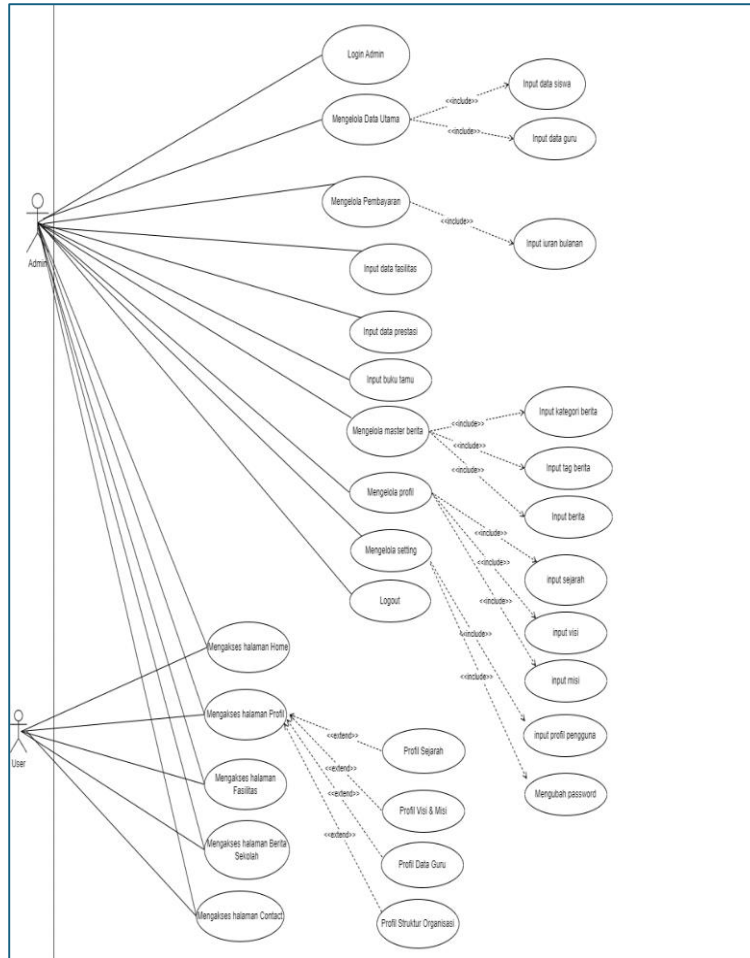 Login Admin
Mengelola Data Utama
<<include>>
Input data siswa
<<include>>
Input data guru
Admin
Mengelola Pembayaran
<<include>>
Input iuran bulanan
Input data fasilitas
Input data prestasi
Input buku tamu
Mengelola master berita
<<include>>
Input kategori berita
<<include>>
Input tag berita
<<include>>
Input berita
Mengelola profil
<<include>>
input sejarah
<<include>>
input visi
<<include>>
input misi
Mengelola setting
<<include>>
input profil pengguna
<<include>>
Mengubah password
Logout
User
Mengakses halaman Home
Mengakses halaman Profil
<<extend>>
Profil Sejarah
<<extend>>
Profil Visi & Misi
<<extend>>
Profil Data Guru
<<extend>>
Profil Struktur Organisasi
Mengakses halaman
Fasilitas
Mengakses halaman Berita
Sekolah
Mengakses halaman Contact